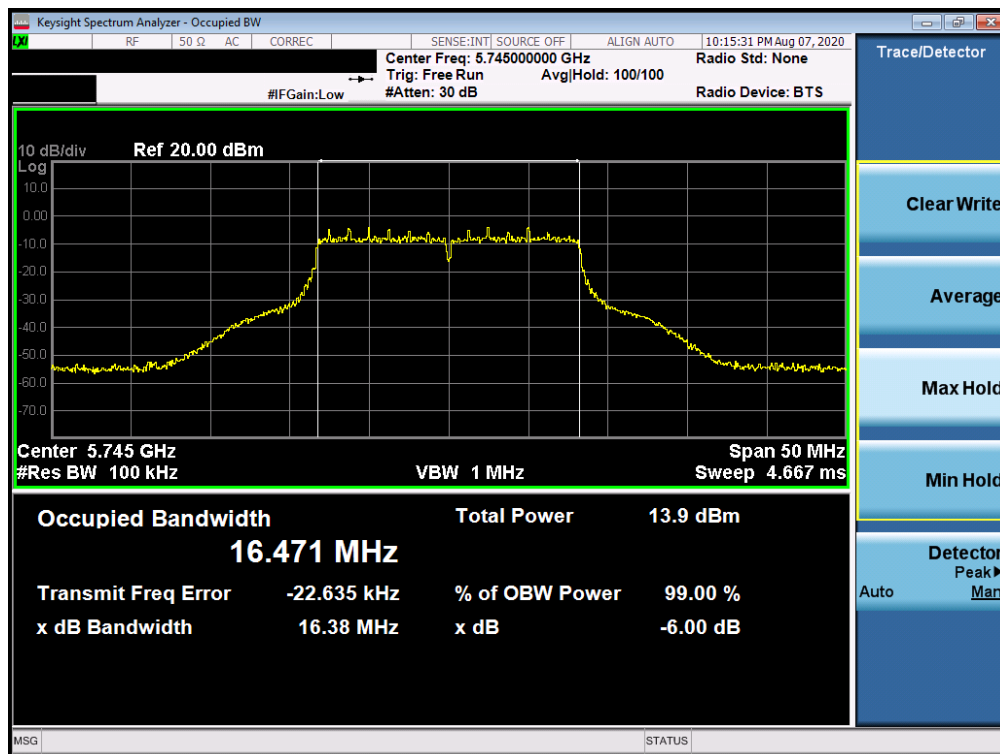 Keysight Spectrum Analyzer - Occupied BW
LXI RF 50 Ω AC CORREC SENSE:INT SOURCE OFF ALIGN AUTO 10:15:31 PM Aug 07, 2020
Center Freq: 5.745000000 GHz Radio Std: None
Trig: Free Run Avg|Hold: 100/100
#IFGain:Low #Atten: 30 dB Radio Device: BTS
Trace/Detector
10 dB/div Ref 20.00 dBm
Log
10.0
0.00
-10.0
-20.0
-30.0
-40.0
-50.0
-60.0
-70.0
Center 5.745 GHz Span 50 MHz
#Res BW 100 kHz VBW 1 MHz Sweep 4.667 ms
Occupied Bandwidth Total Power 13.9 dBm
16.471 MHz
Transmit Freq Error -22.635 kHz % of OBW Power 99.00 %
x dB Bandwidth 16.38 MHz x dB -6.00 dB
Clear Write
Average
Max Hold
Min Hold
Detector
Peak▶
Auto Man
MSG STATUS